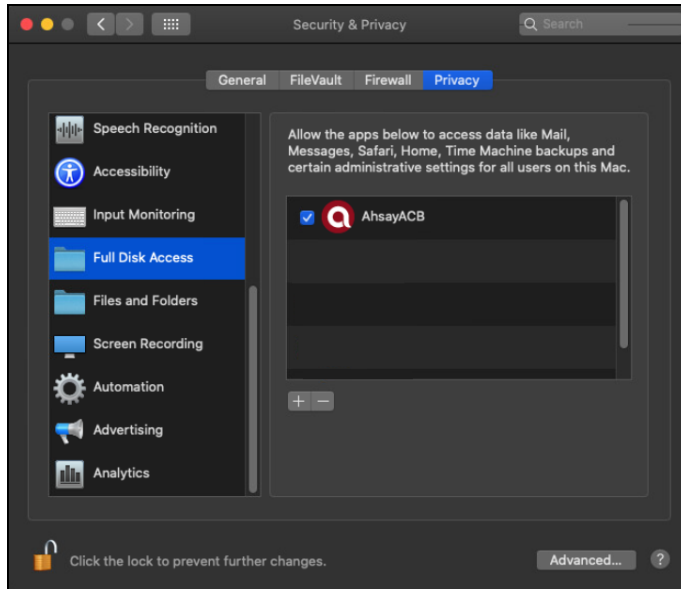 Security & Privacy
Search
General
FileVault
Firewall
Privacy
Speech Recognition
Accessibility
Input Monitoring
Full Disk Access
Files and Folders
Screen Recording
Automation
Advertising
Analytics
Allow the apps below to access data like Mail,
Messages, Safari, Home, Time Machine backups and
certain administrative settings for all users on this Mac.
AhsayACB
Click the lock to prevent further changes.
Advanced...
?